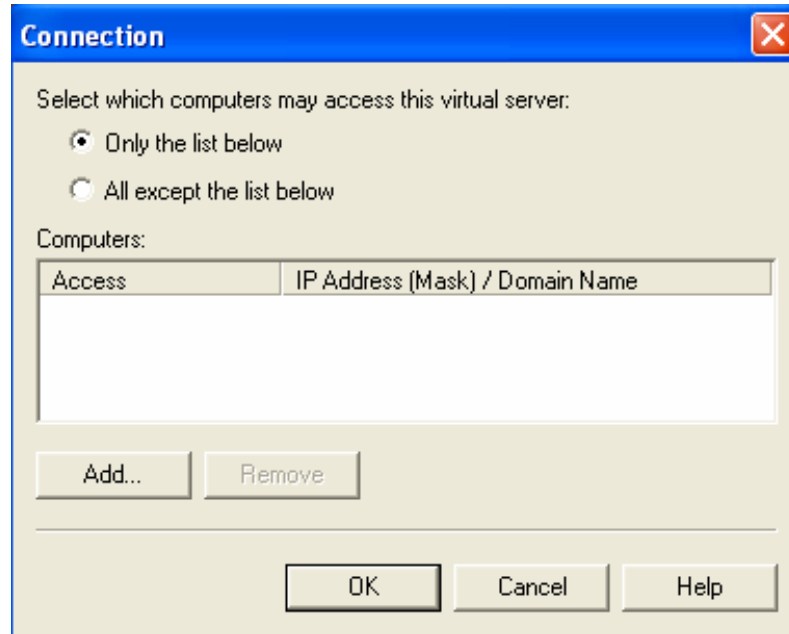 Connection
Select which computers may access this virtual server:
Only the list below
All except the list below
Computers:
Access IP Address (Mask) / Domain Name
Add... Remove
OK Cancel Help